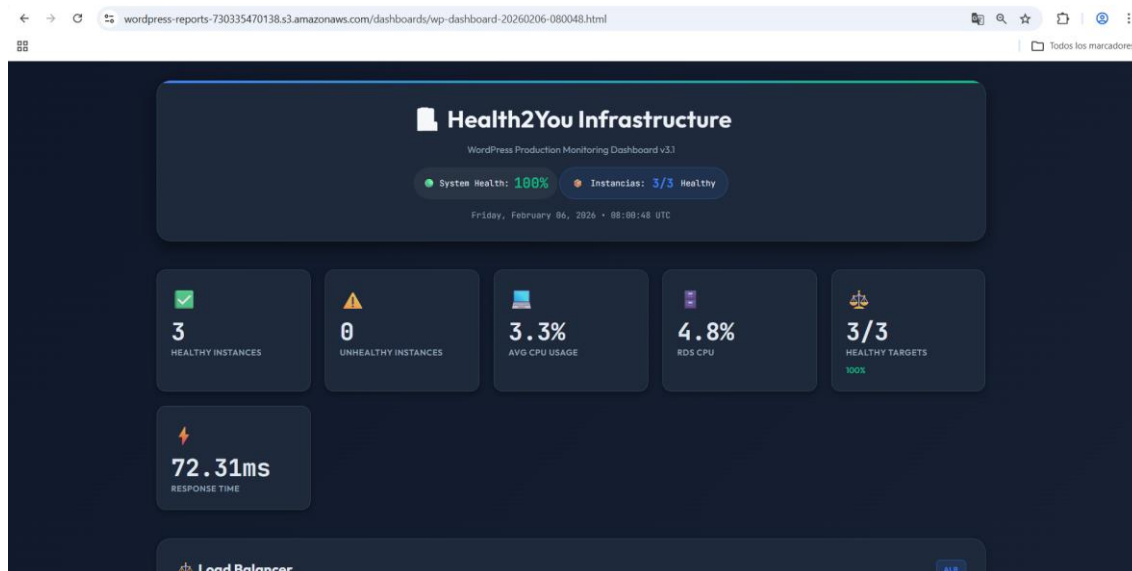 wordpress-reports-730335470138.s3.amazonaws.com/dashboards/wp-dashboard-20260206-080048.html
Todos los marcadores
Health2You Infrastructure
WordPress Production Monitoring Dashboard v3.1
System Health: 100%
Instancias: 3/3 Healthy
Friday, February 06, 2026 • 08:00:48 UTC
3
HEALTHY INSTANCES
0
UNHEALTHY INSTANCES
3.3%
AVG CPU USAGE
4.8%
RDS CPU
3/3
HEALTHY TARGETS
100%
72.31ms
RESPONSE TIME
Load Balancer
ALB